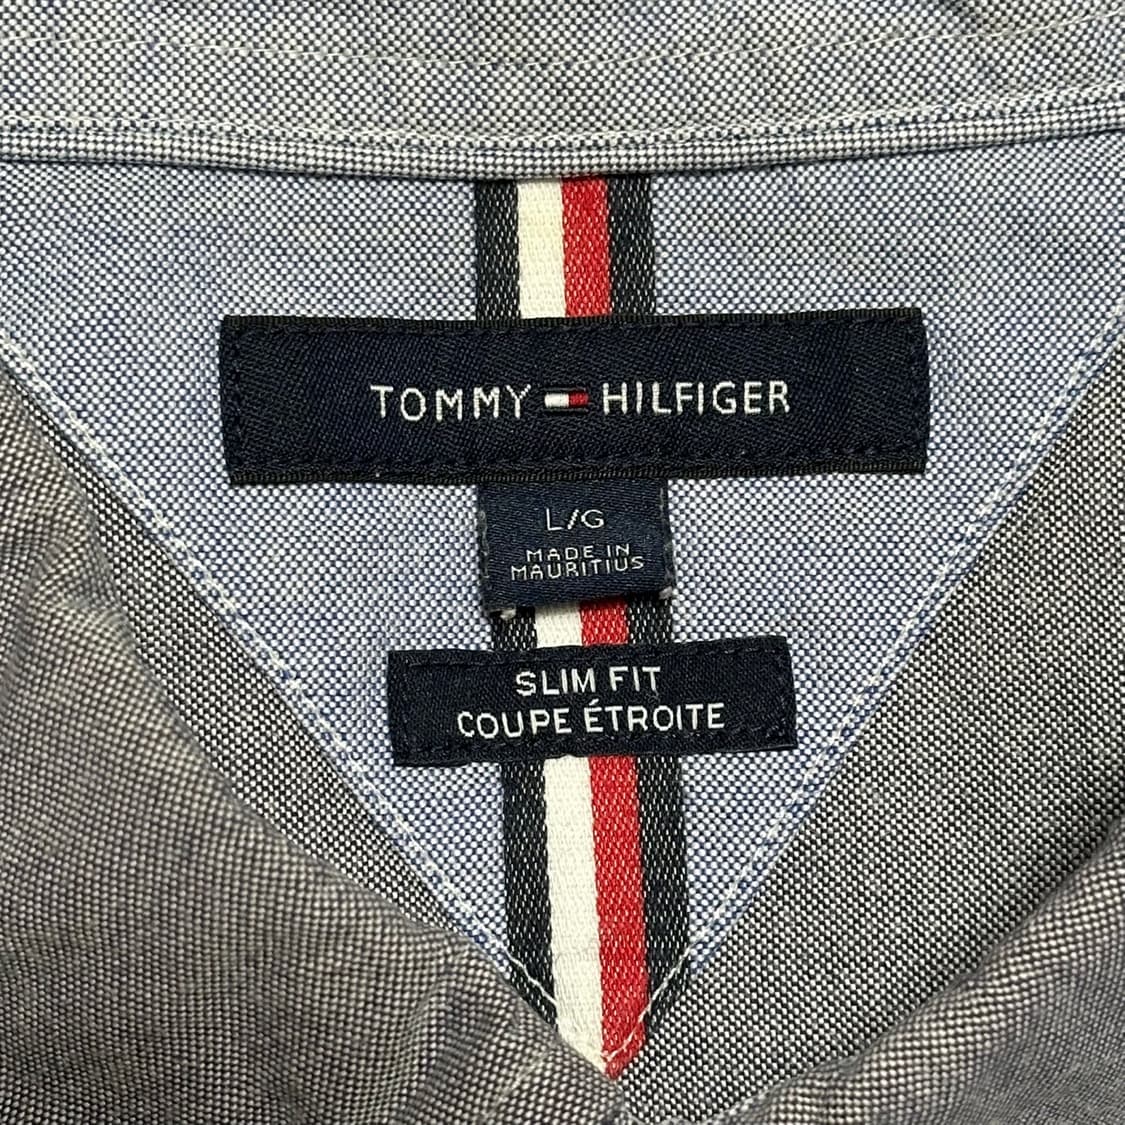 TOMMY HILFIGER
L/G
MADE IN
MAURITIUS
SLIM FIT
COUPE ÉTROITE